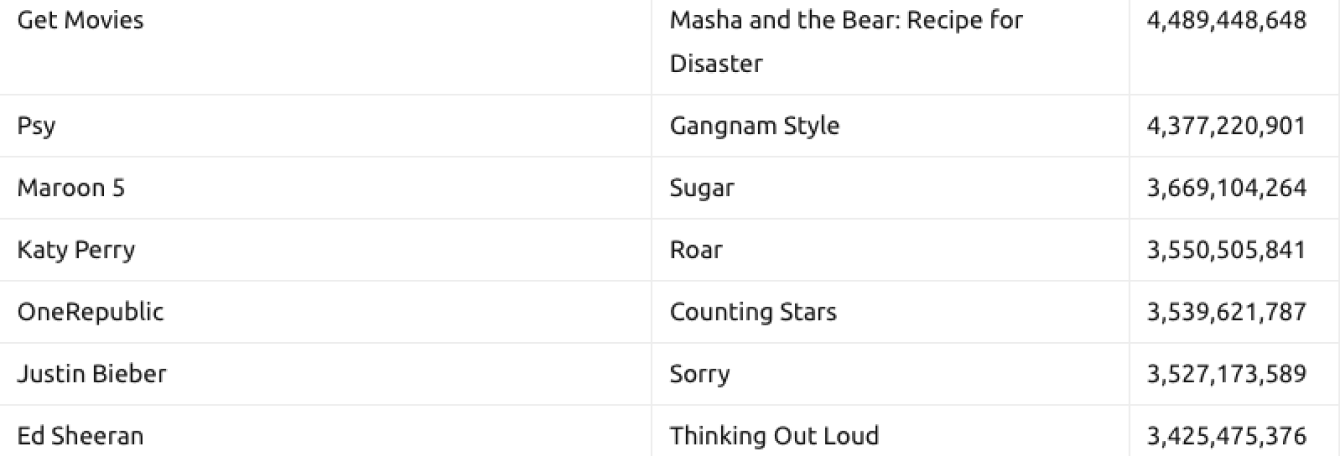 Get Movies Masha and the Bear: Recipe for 4,489,448,648
Disaster
Psy Gangnam Style 4,377,220,901
Maroon 5 Sugar 3,669,104,264
Katy Perry Roar 3,550,505,841
OneRepublic Counting Stars 3,539,621,787
Justin Bieber Sorry 3,527,173,589
Ed Sheeran Thinking Out Loud 3,425,475,376